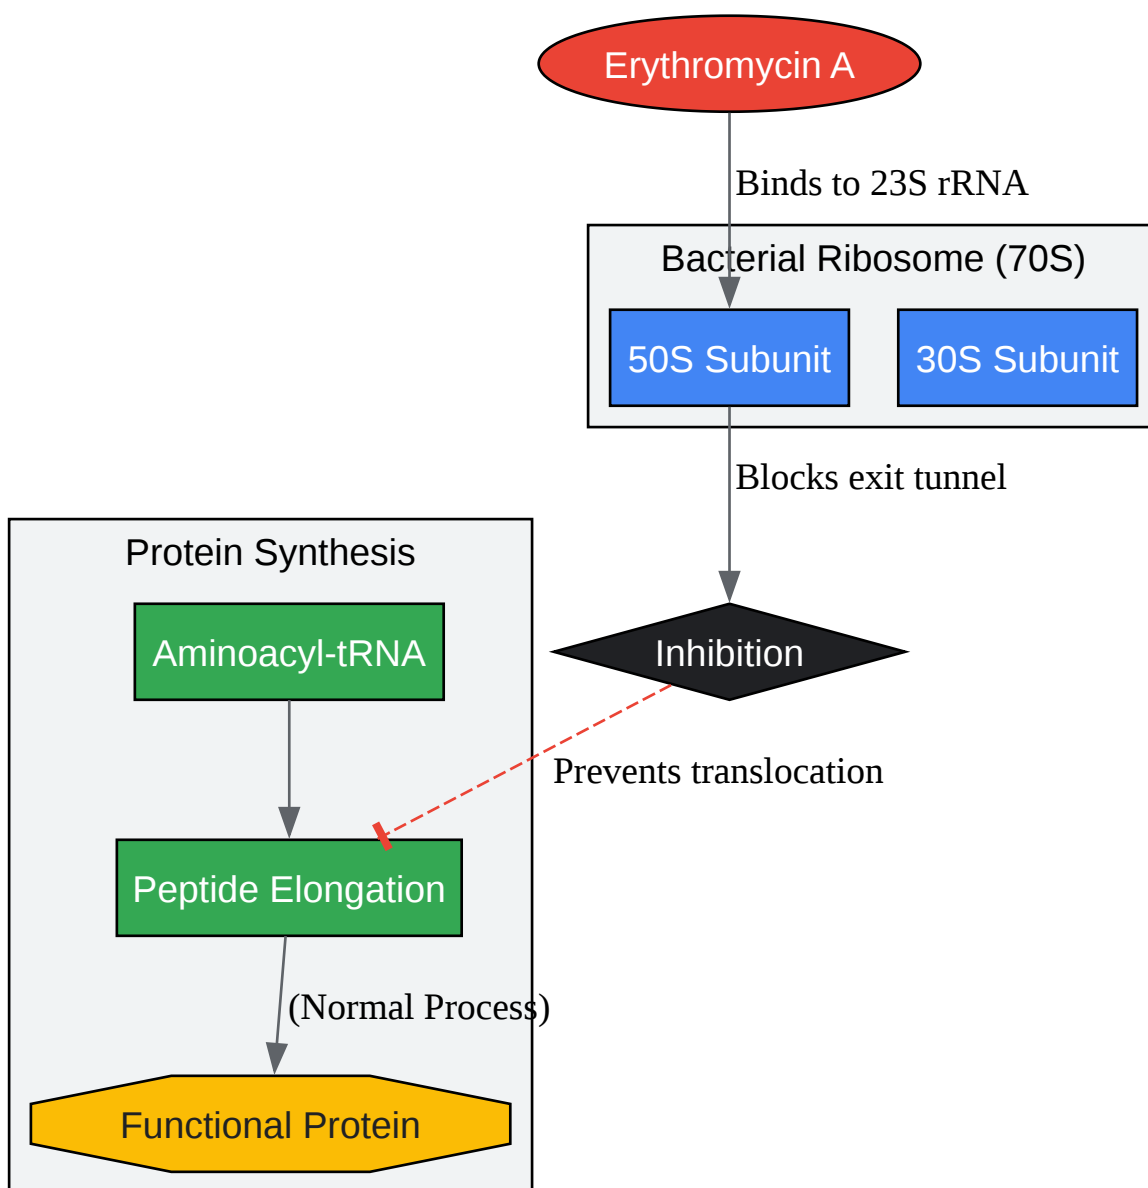 Erythromycin A
Binds to 23S rRNA
Bacterial Ribosome (70S)
50S Subunit
30S Subunit
Blocks exit tunnel
Protein Synthesis
Aminoacyl-tRNA
Inhibition
Prevents translocation
Peptide Elongation
(Normal Process)
Functional Protein